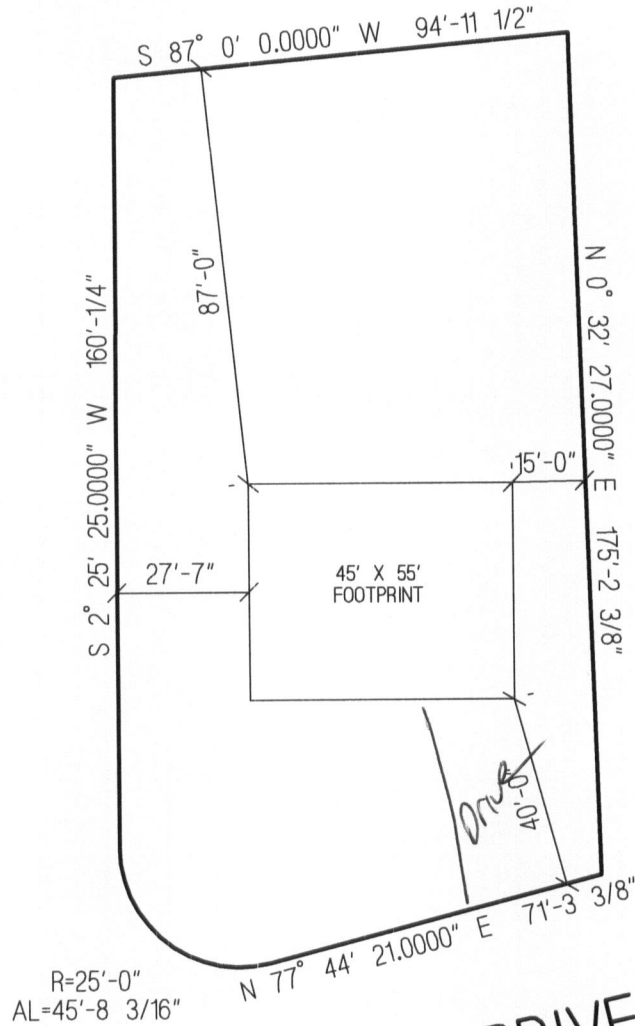 S 87° 0' 0.0000" W 94'-11 1/2"
87'-0"
S 2° 25' 25.0000" W 160'-1/4"
N 0° 32' 27.0000" E 175'-2 3/8"
15'-0"
27'-7"
45' X 55'
FOOTPRINT
Drive
40'-0"
N 77° 44' 21.0000" E 71'-3 3/8"
R=25'-0"
AL=45'-8 3/16"
DRIVE